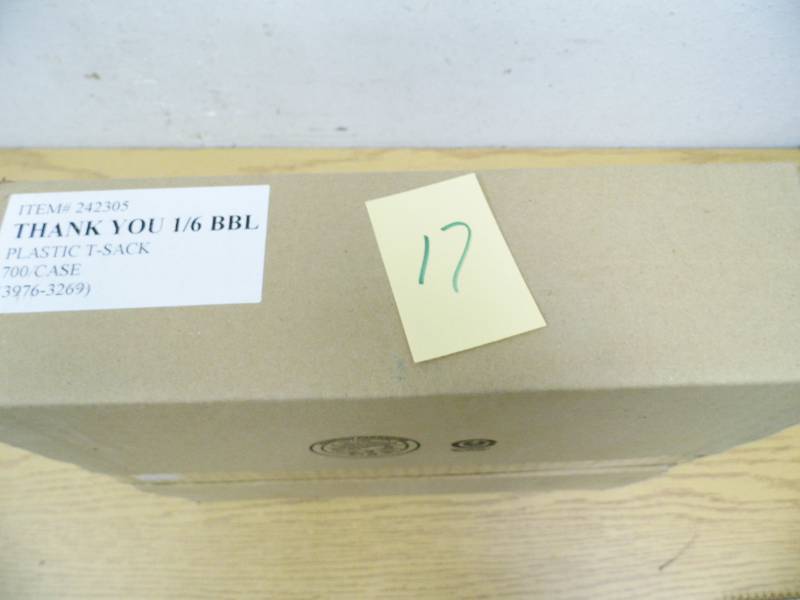 ITEM# 242305
THANK YOU 1/6 BBL
PLASTIC T-SACK
700/CASE
3976-3269)
17